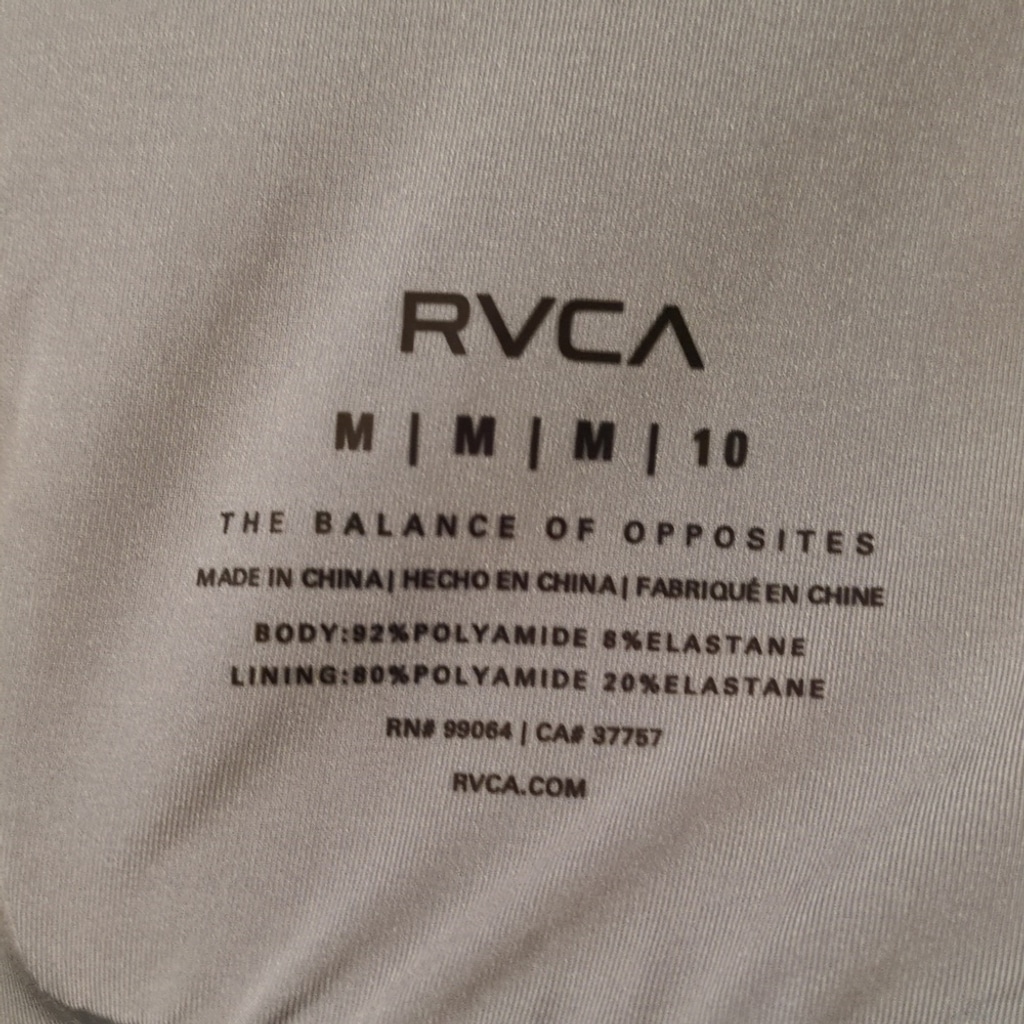 RVCA
M | M | M | 10
THE BALANCE OF OPPOSITES
MADE IN CHINA | HECHO EN CHINA | FABRIQUÉ EN CHINE
BODY:92%POLYAMIDE 8%ELASTANE
LINING:80%POLYAMIDE 20%ELASTANE
RN# 99064 | CA# 37757
RVCA.COM